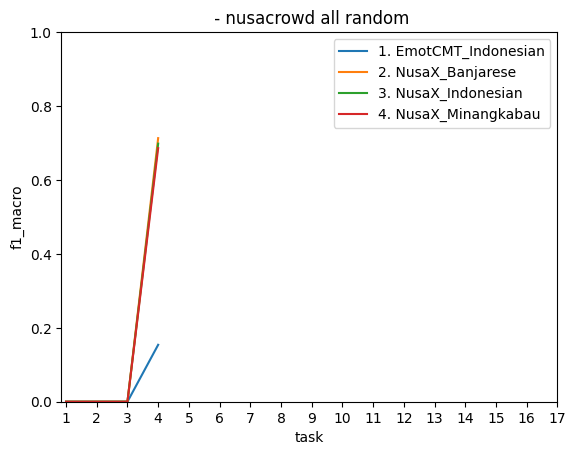 - nusacrowd all random
1.0
0.8
0.6
0.4
0.2
0.0
f1_macro
1. EmotCMT_Indonesian
2. NusaX_Banjarese
3. NusaX_Indonesian
4. NusaX_Minangkabau
1 2 3 4 5 6 7 8 9 10 11 12 13 14 15 16 17
task